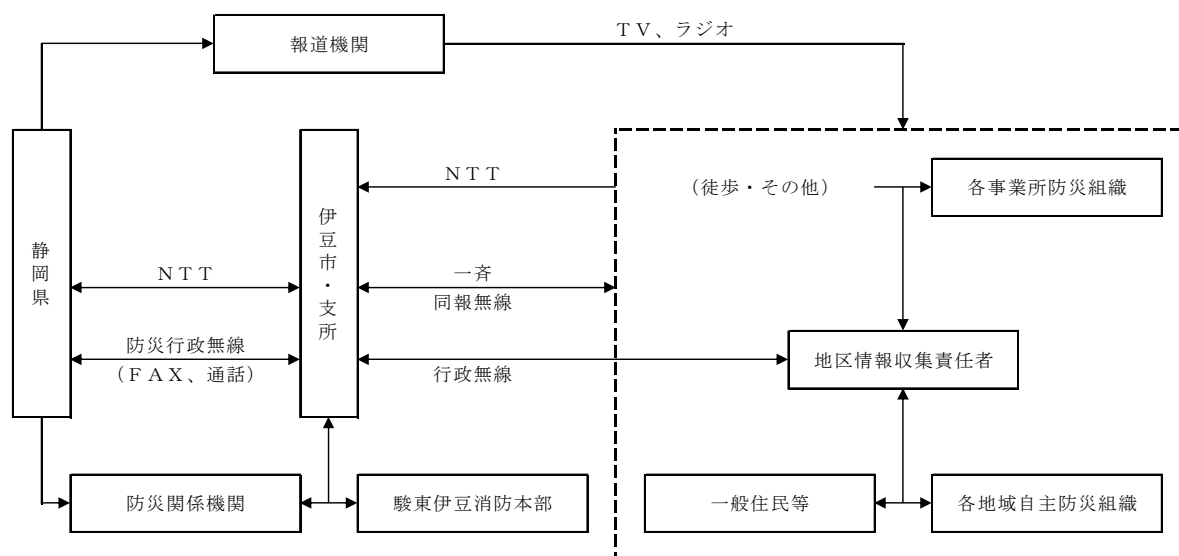 報道機関
TV、ラジオ
静岡県
伊豆市・支所
NTT
(徒歩・その他)
各事業所防災組織
NTT
一斉
同報無線
防災行政無線
(FAX、通話)
行政無線
地区情報収集責任者
防災関係機関
駿東伊豆消防本部
一般住民等
各地域自主防災組織